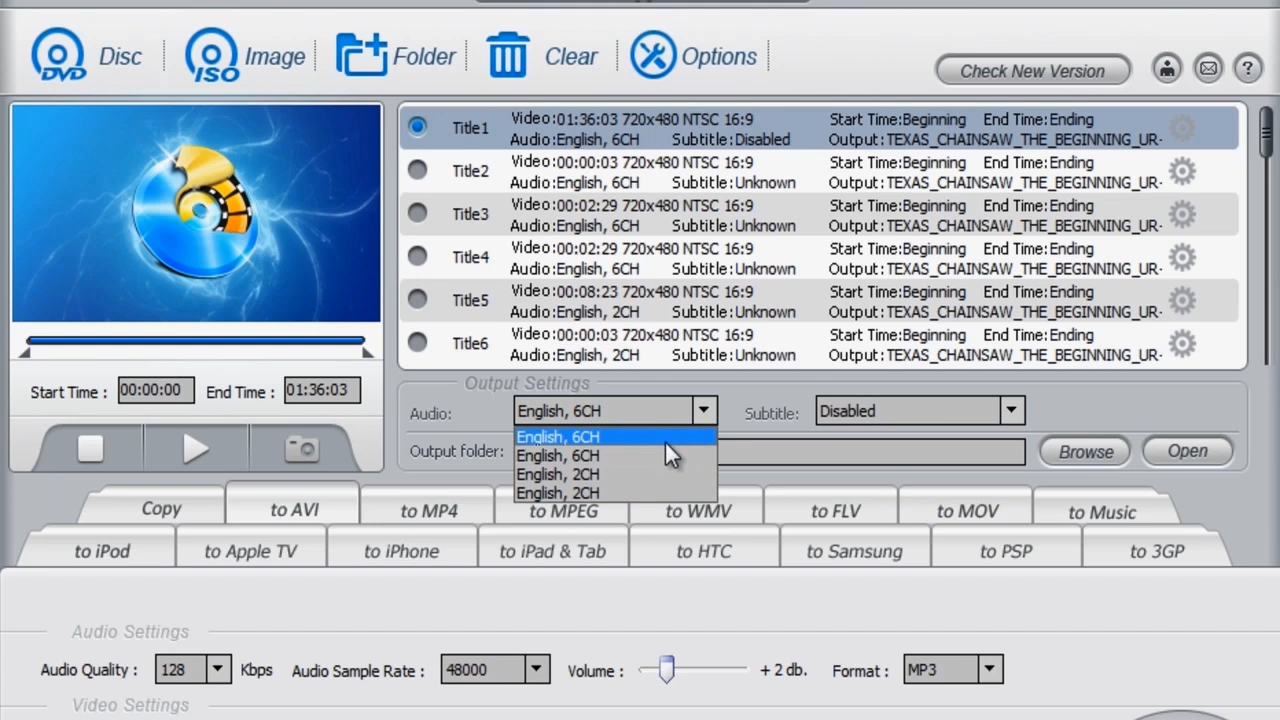 DVD Disc ISO Image Folder Clear Options
Check New Version ?
Title1 Video:01:36:03 720x480 NTSC 16:9 Start Time:Beginning End Time:Ending
Audio:English, 6CH Subtitle:Disabled Output:TEXAS_CHAINSAW_THE_BEGINNING_UR-
Title2 Video:00:00:03 720x480 NTSC 16:9 Start Time:Beginning End Time:Ending
Audio:English, 6CH Subtitle:Unknown Output:TEXAS_CHAINSAW_THE_BEGINNING_UR-
Title3 Video:00:02:29 720x480 NTSC 16:9 Start Time:Beginning End Time:Ending
Audio:English, 6CH Subtitle:Unknown Output:TEXAS_CHAINSAW_THE_BEGINNING_UR-
Title4 Video:00:02:29 720x480 NTSC 16:9 Start Time:Beginning End Time:Ending
Audio:English, 6CH Subtitle:Unknown Output:TEXAS_CHAINSAW_THE_BEGINNING_UR-
Title5 Video:00:08:23 720x480 NTSC 16:9 Start Time:Beginning End Time:Ending
Audio:English, 2CH Subtitle:Unknown Output:TEXAS_CHAINSAW_THE_BEGINNING_UR-
Title6 Video:00:00:03 720x480 NTSC 16:9 Start Time:Beginning End Time:Ending
Audio:English, 2CH Subtitle:Unknown Output:TEXAS_CHAINSAW_THE_BEGINNING_UR-
Start Time : 00:00:00 End Time : 01:36:03
Output Settings
Audio: English, 6CH Subtitle: Disabled
English, 6CH
English, 6CH
English, 2CH
English, 2CH
Output folder: Browse Open
Copy to AVI to MP4 to MPEG to WMV to FLV to MOV to Music
to iPod to Apple TV to iPhone to iPad & Tab to HTC to Samsung to PSP to 3GP
Audio Settings
Audio Quality : 128 Kbps Audio Sample Rate : 48000 Volume : + 2 db. Format : MP3
Video Settings